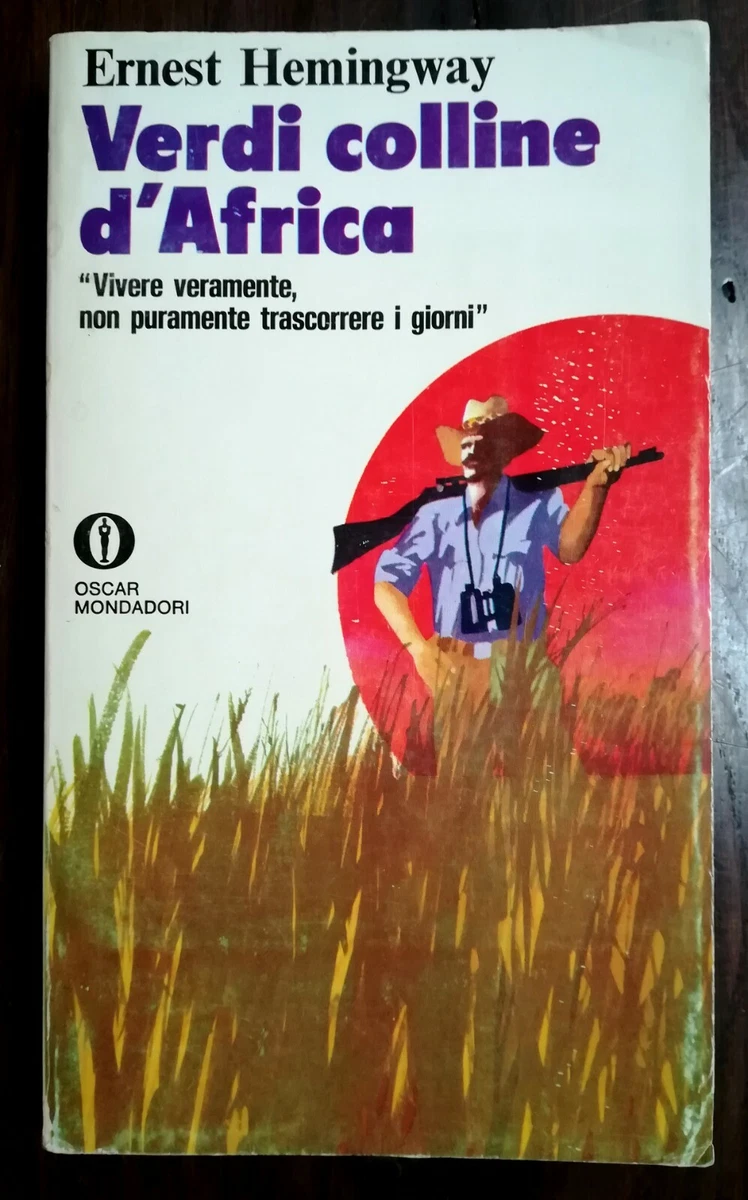 Ernest Hemingway
Verdi colline
d'Africa
“Vivere veramente,
non puramente trascorrere i giorni”
OSCAR
MONDADORI